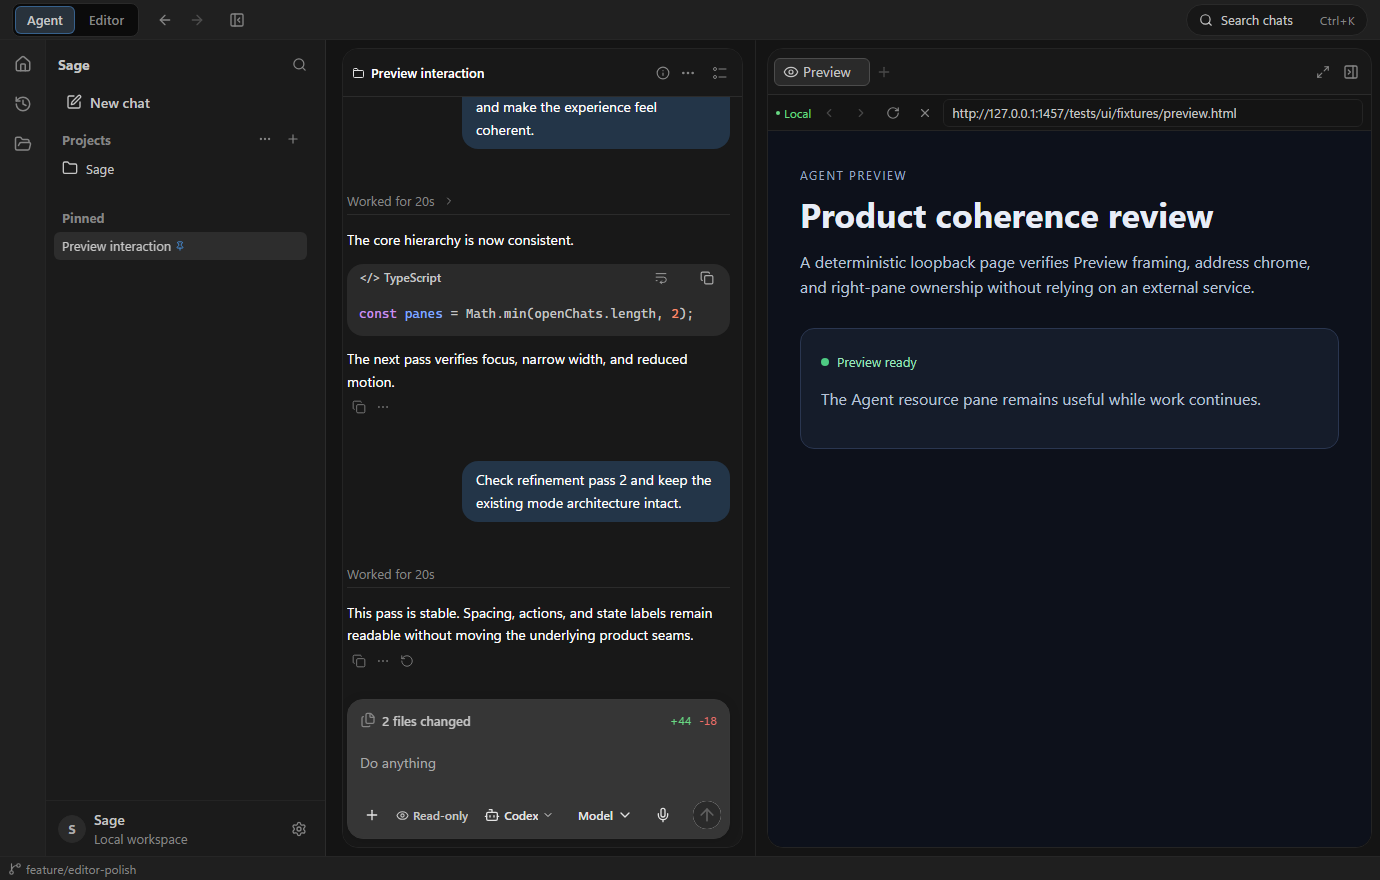 Agent
Editor
Search chats
Ctrl+K
Sage
New chat
Projects
Sage
Pinned
Preview interaction
S
Sage
Local workspace
feature/editor-polish
Preview interaction
and make the experience feel
coherent.
Worked for 20s
The core hierarchy is now consistent.
</> TypeScript
const panes = Math.min(openChats.length, 2);
The next pass verifies focus, narrow width, and reduced
motion.
Check refinement pass 2 and keep the
existing mode architecture intact.
Worked for 20s
This pass is stable. Spacing, actions, and state labels remain
readable without moving the underlying product seams.
2 files changed
+44 -18
Do anything
Read-only
Codex
Model
Preview
Local
http://127.0.0.1:1457/tests/ui/fixtures/preview.html
AGENT PREVIEW
Product coherence review
A deterministic loopback page verifies Preview framing, address chrome,
and right-pane ownership without relying on an external service.
Preview ready
The Agent resource pane remains useful while work continues.